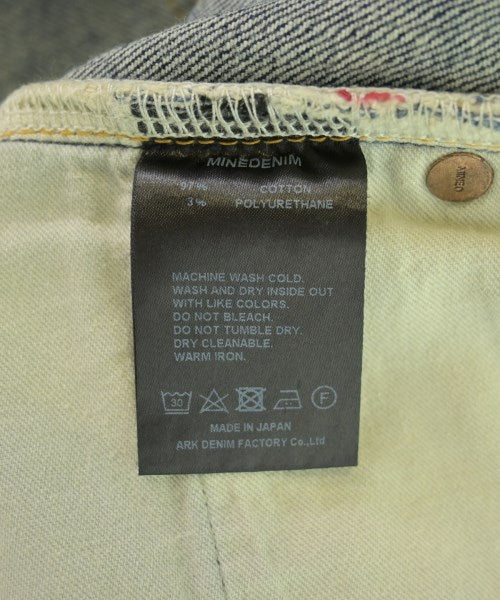 MINEDENIM
97% COTTON
3% POLYURETHANE
MACHINE WASH COLD.
WASH AND DRY INSIDE OUT
WITH LIKE COLORS.
DO NOT BLEACH.
DO NOT TUMBLE DRY.
DRY CLEANABLE.
WARM IRON.
30 F
MADE IN JAPAN
ARK DENIM FACTORY Co.,Ltd